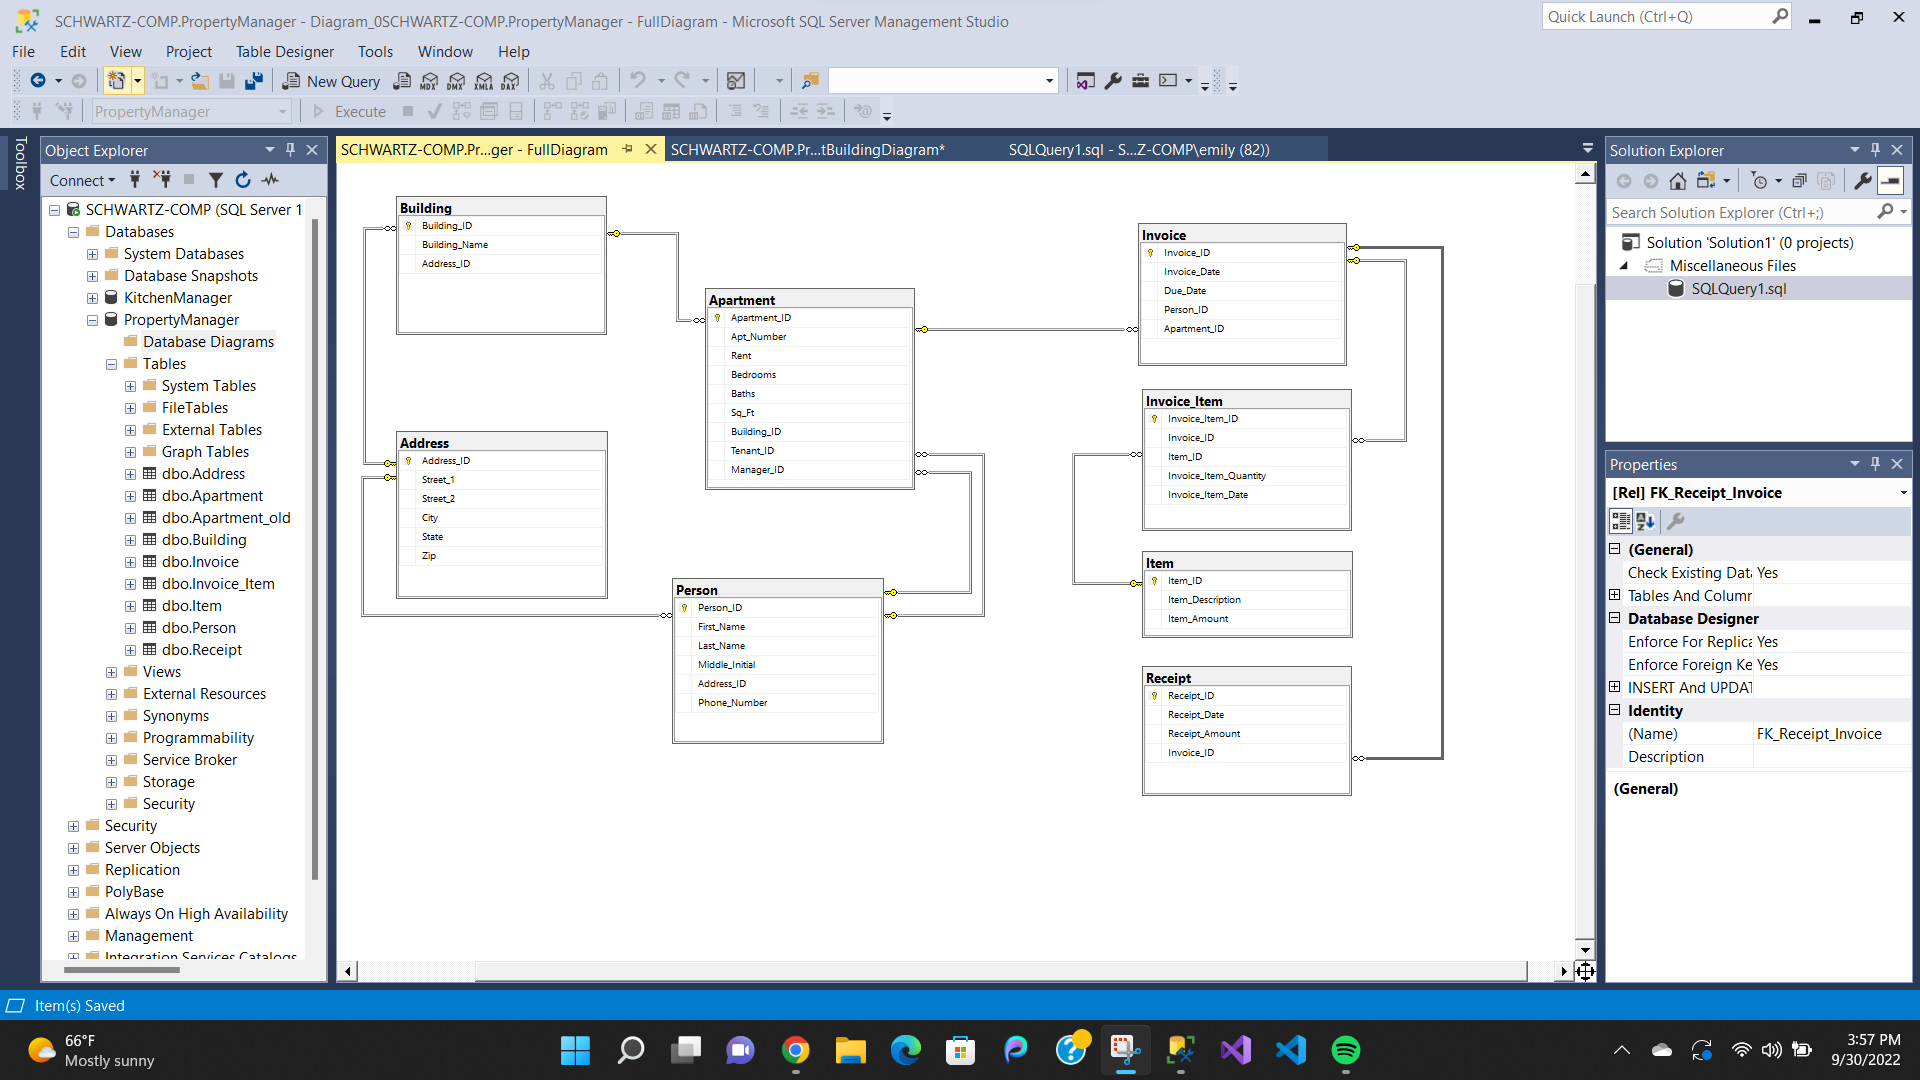 SCHWARTZ-COMP.PropertyManager - Diagram_0SCHWARTZ-COMP.PropertyManager - FullDiagram - Microsoft SQL Server Management Studio
Quick Launch (Ctrl+Q)
File Edit View Project Table Designer Tools Window Help
New Query
MDX DMX XMLA DAX
PropertyManager
Execute
Toolbox
Object Explorer
Connect
SCHWARTZ-COMP (SQL Server 1
Databases
System Databases
Database Snapshots
KitchenManager
PropertyManager
Database Diagrams
Tables
System Tables
FileTables
External Tables
Graph Tables
dbo.Address
dbo.Apartment
dbo.Apartment_old
dbo.Building
dbo.Invoice
dbo.Invoice_Item
dbo.Item
dbo.Person
dbo.Receipt
Views
External Resources
Synonyms
Programmability
Service Broker
Storage
Security
Security
Server Objects
Replication
PolyBase
Always On High Availability
Management
Integration Services Catalogs
SCHWARTZ-COMP.Pr...ger - FullDiagram
SCHWARTZ-COMP.Pr...tBuildingDiagram*
SQLQuery1.sql - S...Z-COMP\emily (82))
Building
Building_ID
Building_Name
Address_ID
Address
Address_ID
Street_1
Street_2
City
State
Zip
Apartment
Apartment_ID
Apt_Number
Rent
Bedrooms
Baths
Sq_Ft
Building_ID
Tenant_ID
Manager_ID
Person
Person_ID
First_Name
Last_Name
Middle_Initial
Address_ID
Phone_Number
Invoice
Invoice_ID
Invoice_Date
Due_Date
Person_ID
Apartment_ID
Invoice_Item
Invoice_Item_ID
Invoice_ID
Item_ID
Invoice_Item_Quantity
Invoice_Item_Date
Item
Item_ID
Item_Description
Item_Amount
Receipt
Receipt_ID
Receipt_Date
Receipt_Amount
Invoice_ID
Solution Explorer
Search Solution Explorer (Ctrl+;)
Solution 'Solution1' (0 projects)
Miscellaneous Files
SQLQuery1.sql
Properties
[Rel] FK_Receipt_Invoice
(General)
Check Existing Dat Yes
Tables And Column
Database Designer
Enforce For Replica Yes
Enforce Foreign Ke Yes
INSERT And UPDAT
Identity
(Name) FK_Receipt_Invoice
Description
(General)
Item(s) Saved
66°F
Mostly sunny
3:57 PM
9/30/2022